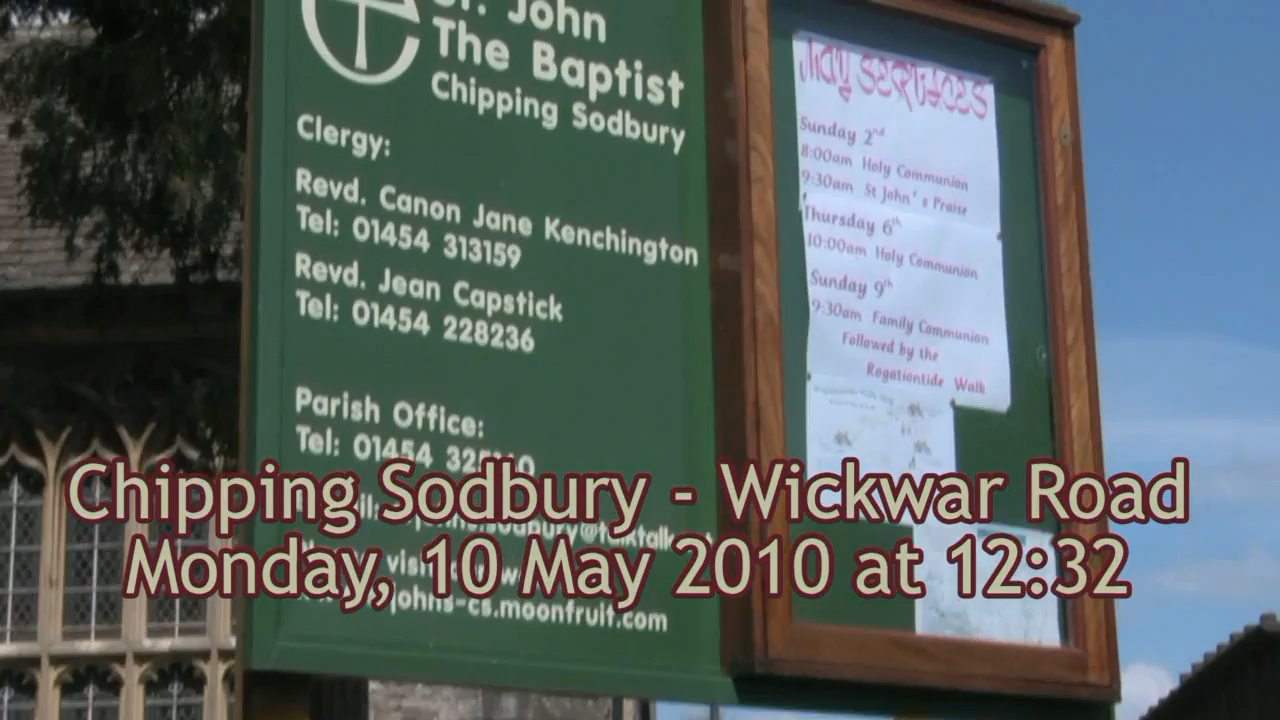 St. John
The Baptist
Chipping Sodbury
Clergy:
Revd. Canon Jane Kenchington
Tel: 01454 313159
Revd. Jean Capstick
Tel: 01454 228236
Parish Office:
Tel: 01454
visit
johns-cs.moonfruit.com
MAY SERVICES
Sunday 2nd
8:00am Holy Communion
9:30am St John's Praise
Thursday 6th
10:00am Holy Communion
Sunday 9th
9:30am Family Communion
Followed by the
Rogationtide Walk
Chipping Sodbury - Wickwar Road
Monday, 10 May 2010 at 12:32